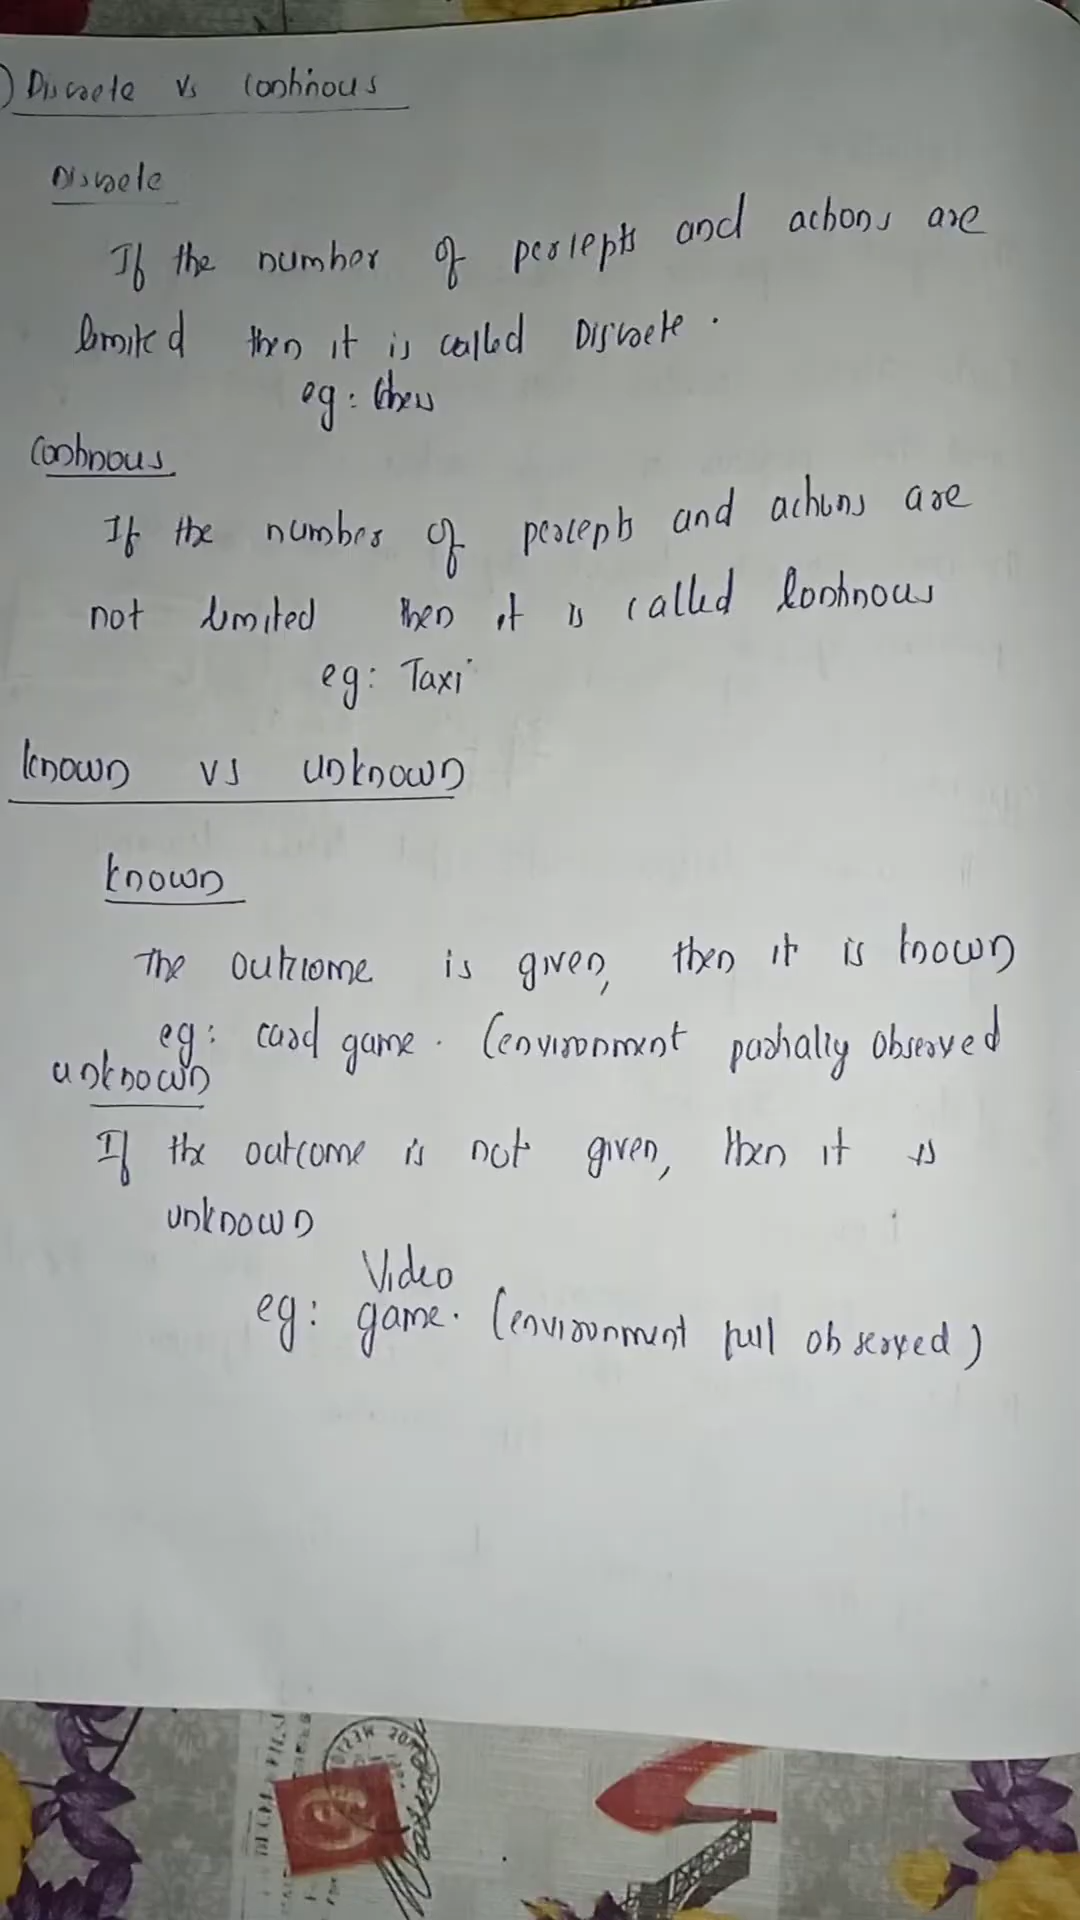 ) Discrete vs Continous
Discrete
If the number of percepts and actions are
limited then it is called Discrete.
eg: Chess
Continous
If the number of percepts and actions are
not limited then it is called Continous
eg: Taxi
known vs unknown
known
The outcome is given, then it is known
eg: card game. (environment partially observed
unknown
If the outcome is not given, then it is
unknown
Video
eg: game. (environment full observed)